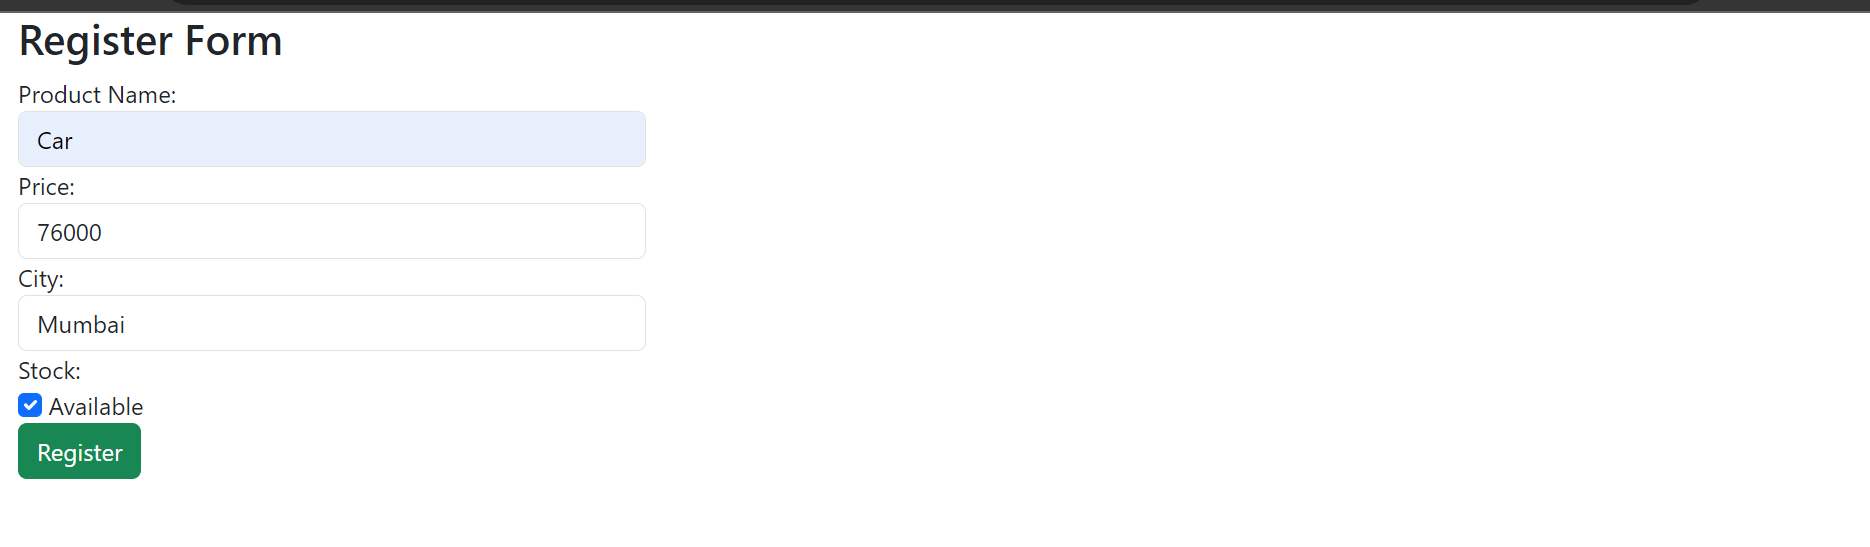 Register Form
Product Name:
Car
Price:
76000
City:
Mumbai
Stock:
Available
Register